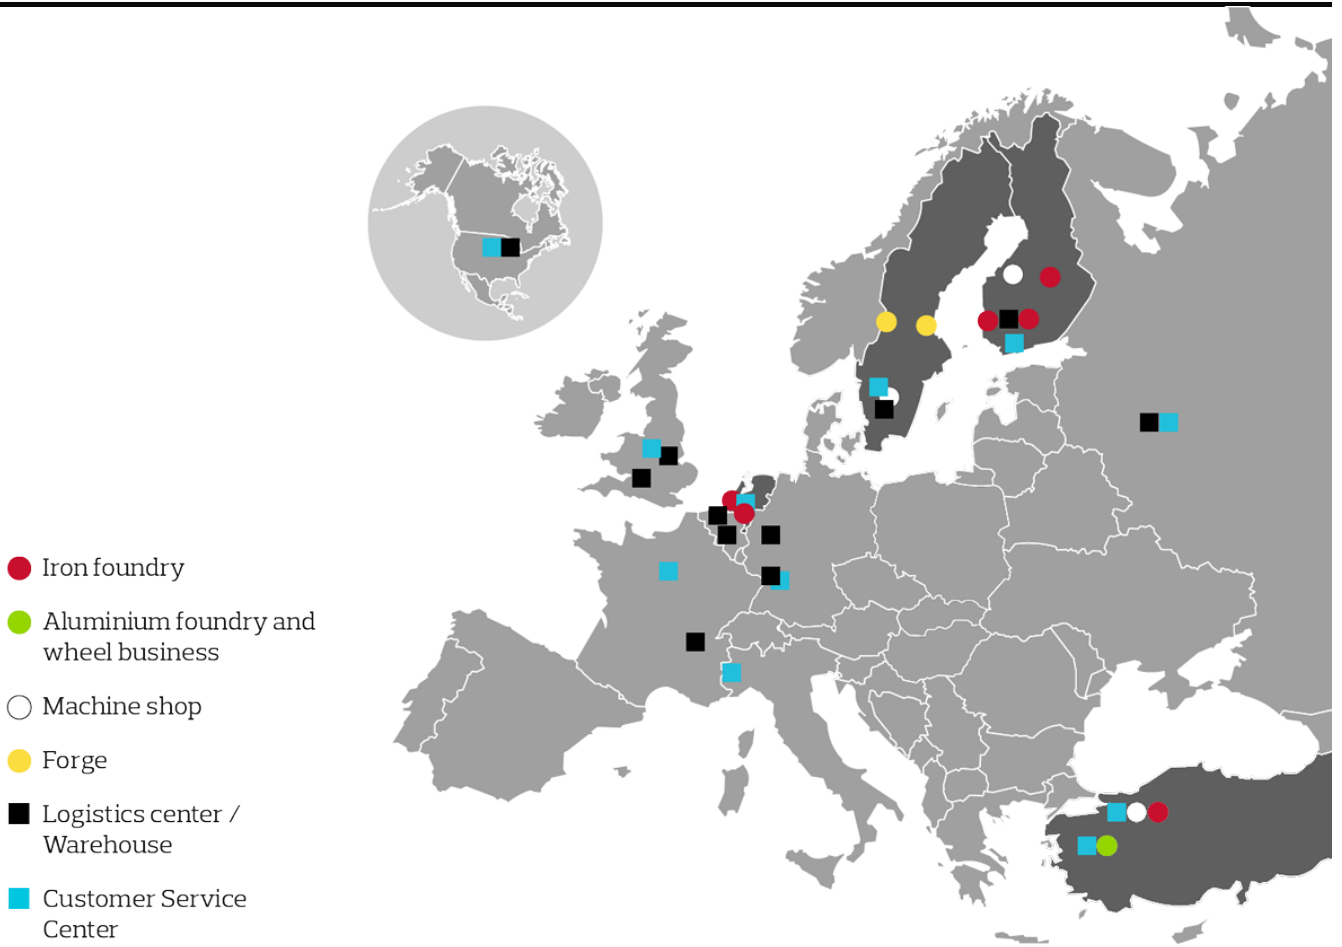 Iron foundry
Aluminium foundry and
wheel business
Machine shop
Forge
Logistics center /
Warehouse
Customer Service
Center